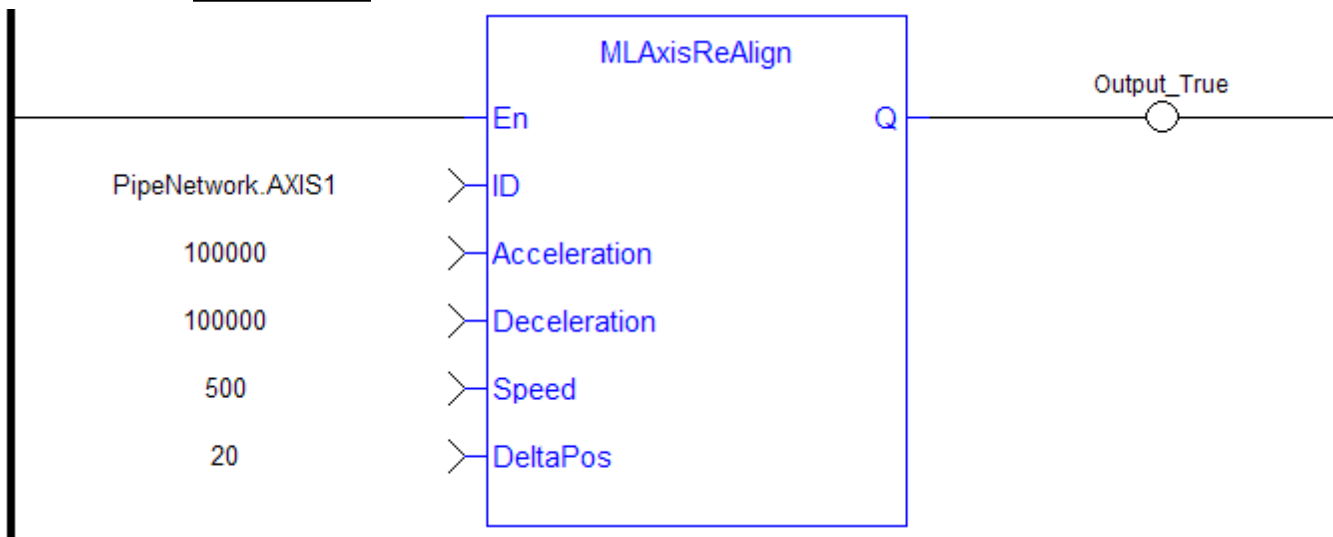 MLAxisReAlign
Output_True
En Q
PipeNetwork.AXIS1 ID
100000 Acceleration
100000 Deceleration
500 Speed
20 DeltaPos